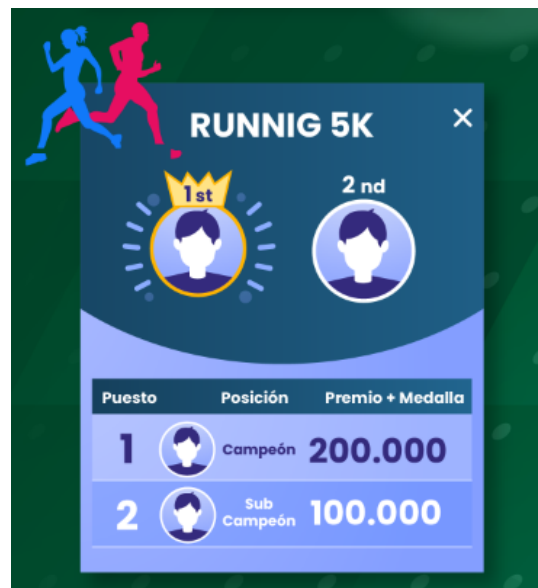 RUNNIG 5K
×
1st
2 nd
Puesto Posición Premio + Medalla
1 Campeón 200.000
2 Sub Campeón 100.000